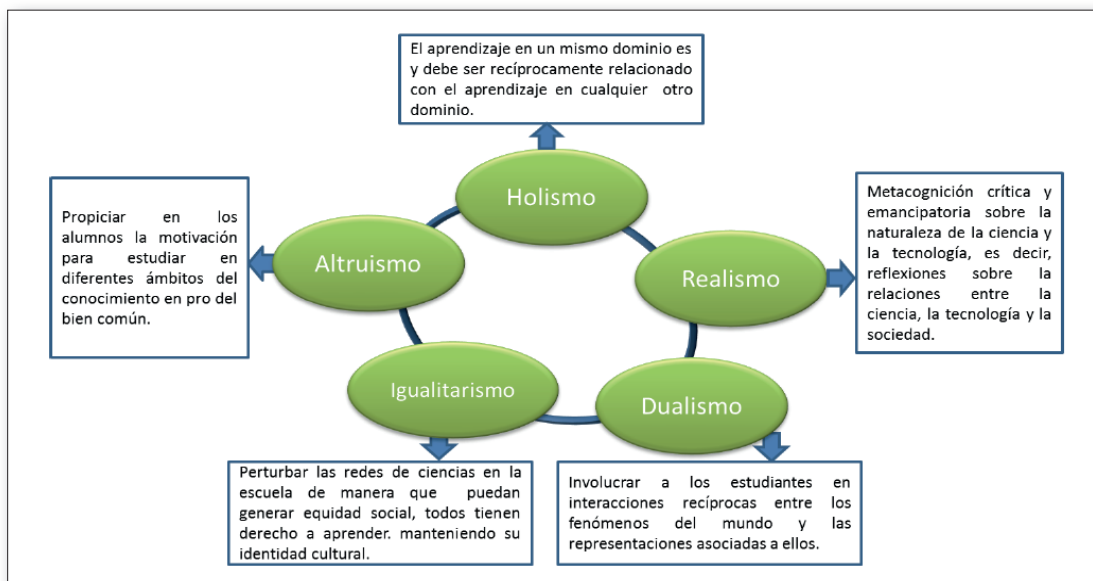 El aprendizaje en un mismo dominio es
y debe ser recíprocamente relacionado
con el aprendizaje en cualquier otro
dominio.
Holismo
Propiciar en los
alumnos la motivación
para estudiar en
diferentes ámbitos del
conocimiento en pro del
bien común.
Altruismo
Realismo
Metacognición crítica y
emancipatoria sobre la
naturaleza de la ciencia y
la tecnología, es decir,
reflexiones sobre la
relaciones entre la
ciencia, la tecnología y la
sociedad.
Igualitarismo
Dualismo
Perturbar las redes de ciencias en la
escuela de manera que puedan
generar equidad social, todos tienen
derecho a aprender. manteniendo su
identidad cultural.
Involucrar a los estudiantes en
interacciones recíprocas entre los
fenómenos del mundo y las
representaciones asociadas a ellos.